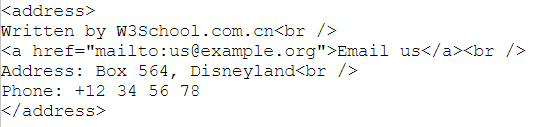 <address>
Written by W3School.com.cn<br />
<a href="mailto:us@example.org">Email us</a><br />
Address: Box 564, Disneyland<br />
Phone: +12 34 56 78
</address>